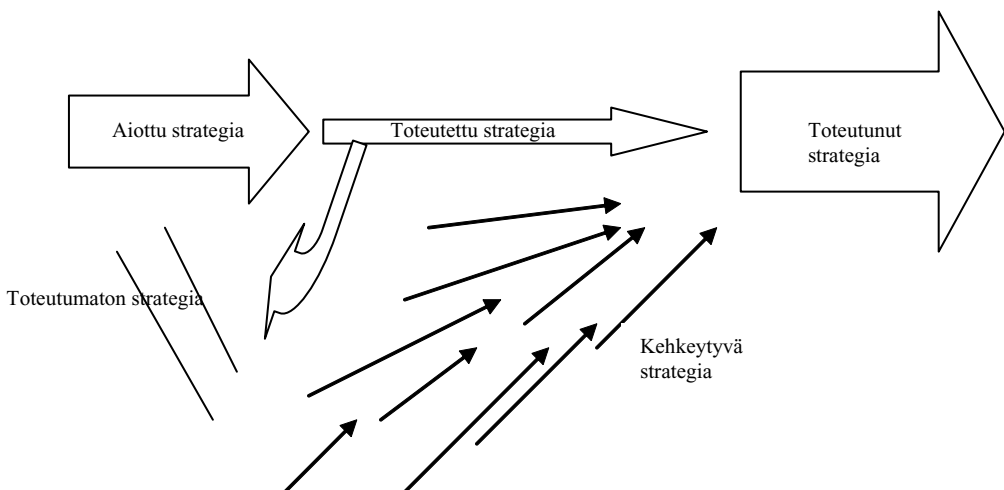 Aiottu strategia
Toteutettu strategia
Toteutunut
strategia
Toteutumaton strategia
Kehkeytyvä
strategia